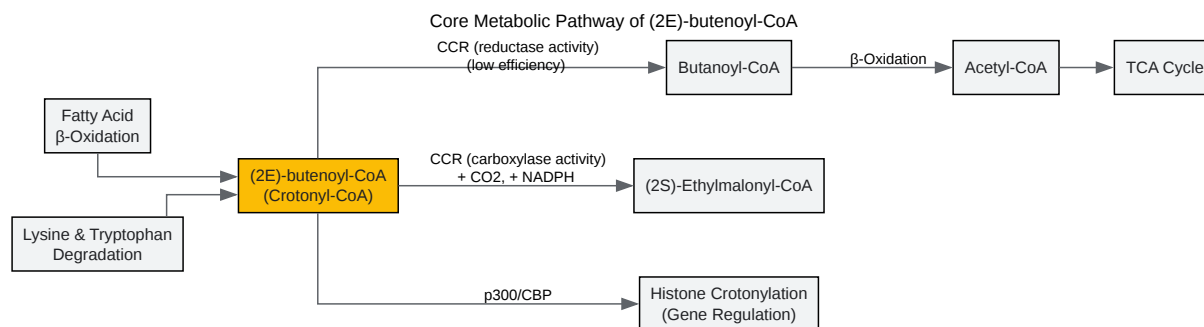 Core Metabolic Pathway of (2E)-butenoyl-CoA
CCR (reductase activity)
(low efficiency)
Butanoyl-CoA
β-Oxidation
Acetyl-CoA
TCA Cycle
Fatty Acid
β-Oxidation
(2E)-butenoyl-CoA
(Crotonyl-CoA)
CCR (carboxylase activity)
+ CO2, + NADPH
(2S)-Ethylmalonyl-CoA
Lysine & Tryptophan
Degradation
p300/CBP
Histone Crotonylation
(Gene Regulation)